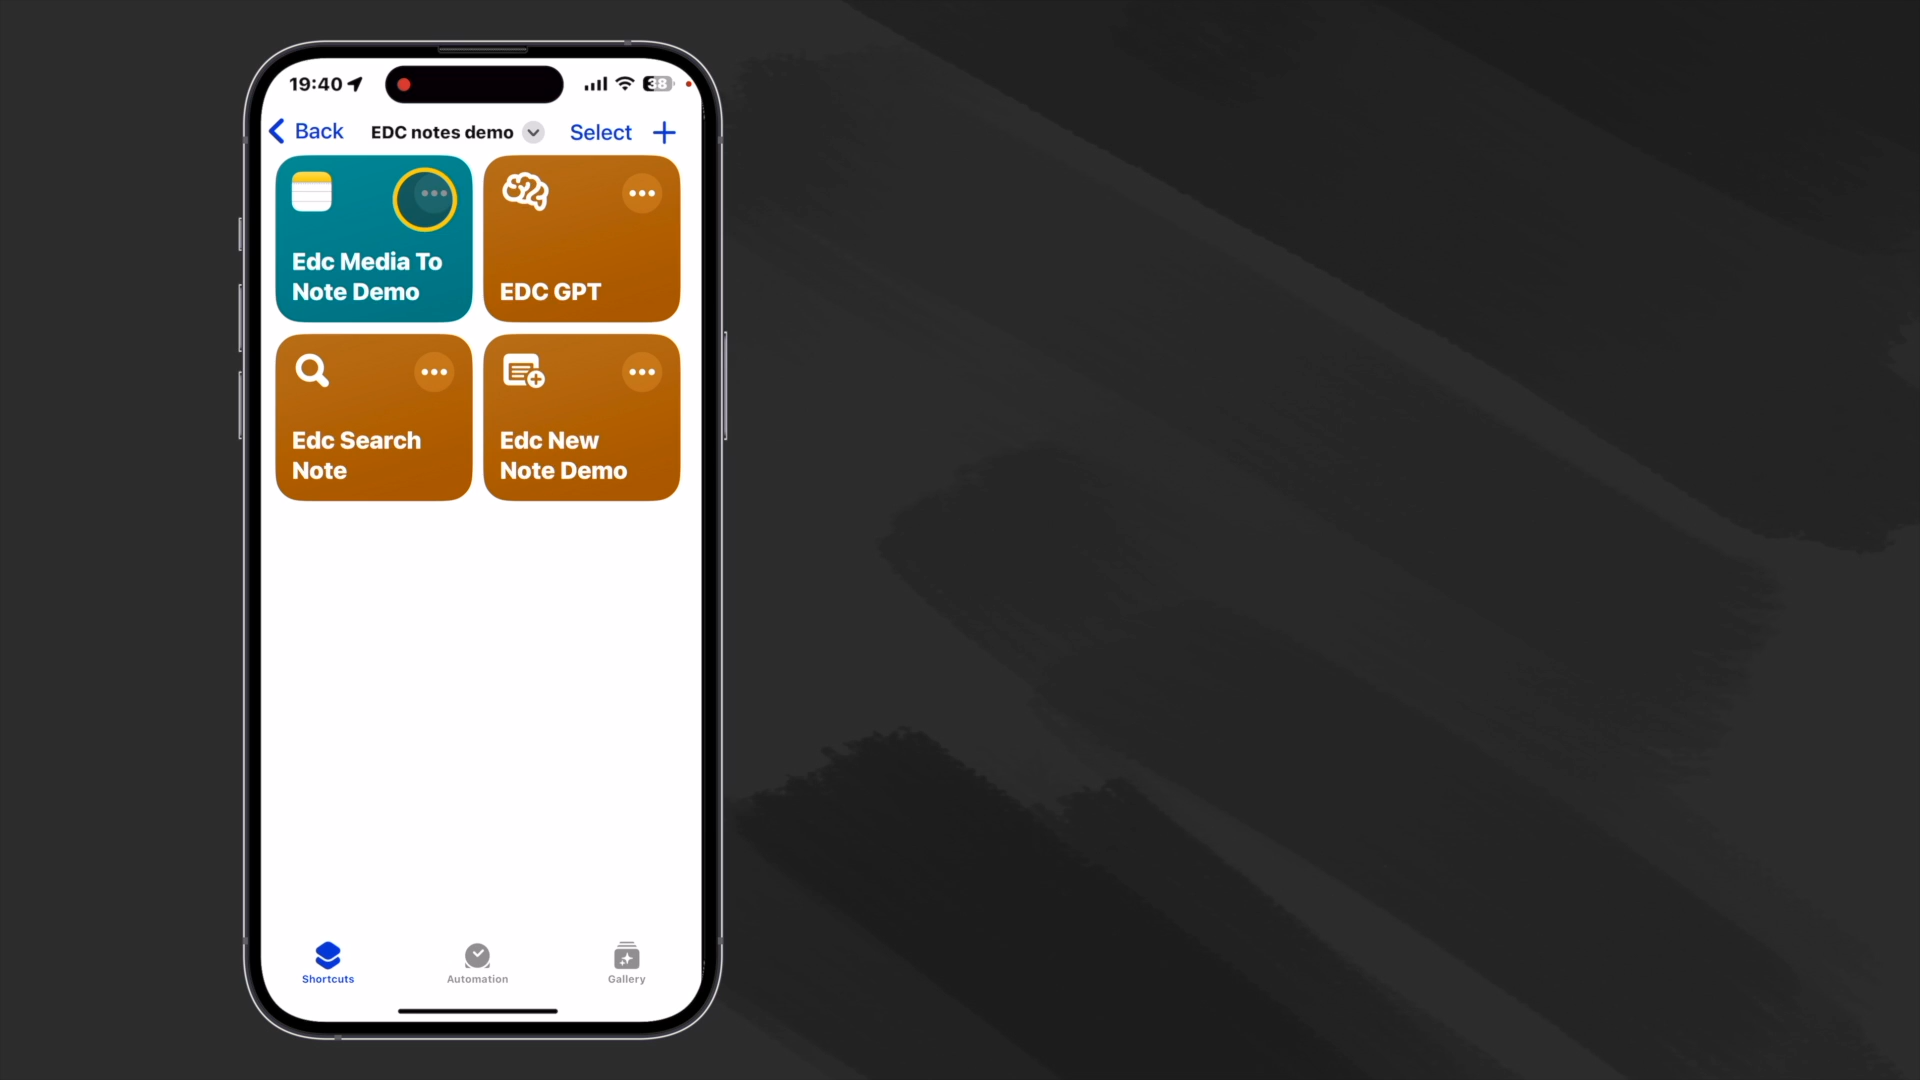 19:40
38
Back
EDC notes demo
Select
Edc Media To
Note Demo
EDC GPT
Edc Search
Note
Edc New
Note Demo
Shortcuts
Automation
Gallery